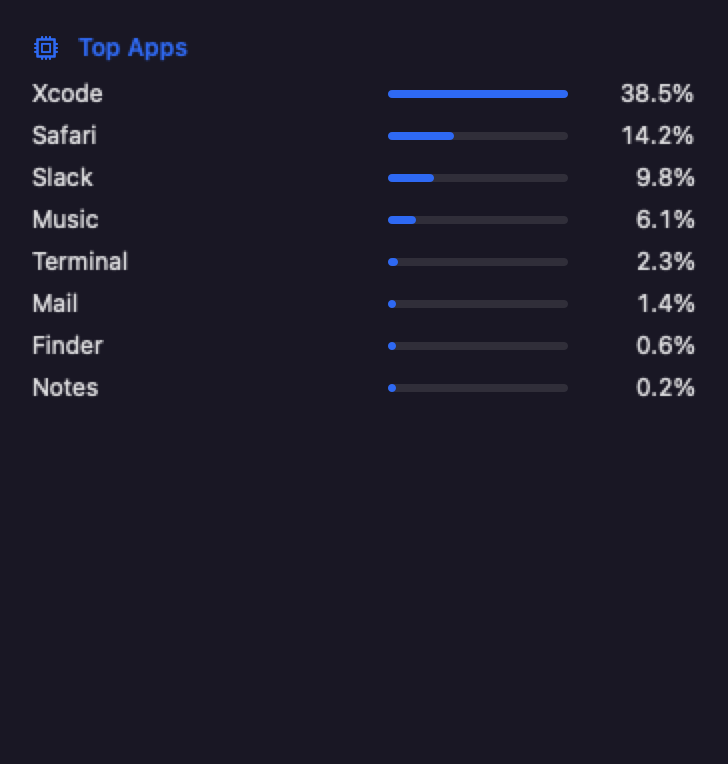 Top Apps
Xcode 38.5%
Safari 14.2%
Slack 9.8%
Music 6.1%
Terminal 2.3%
Mail 1.4%
Finder 0.6%
Notes 0.2%